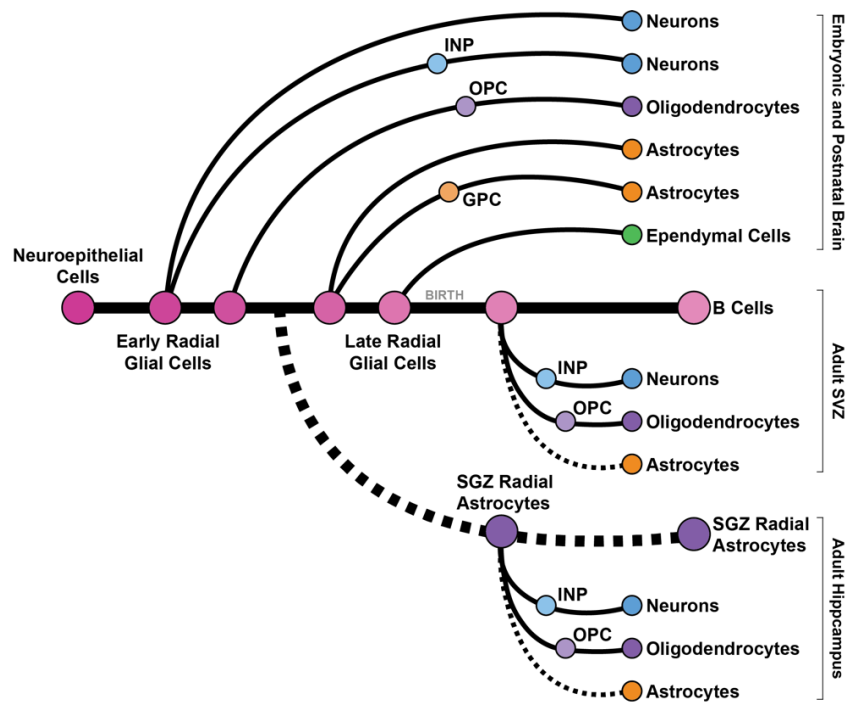 Neurons
INP
Neurons
OPC
Oligodendrocytes
Astrocytes
Astrocytes
GPC
Ependymal Cells
Embryonic and Postnatal Brain
Neuroepithelial
Cells
BIRTH
B Cells
Early Radial
Glial Cells
Late Radial
Glial Cells
INP
Neurons
OPC
Oligodendrocytes
Astrocytes
Adult SVZ
SGZ Radial
Astrocytes
SGZ Radial
Astrocytes
INP
Neurons
OPC
Oligodendrocytes
Astrocytes
Adult Hippcampus